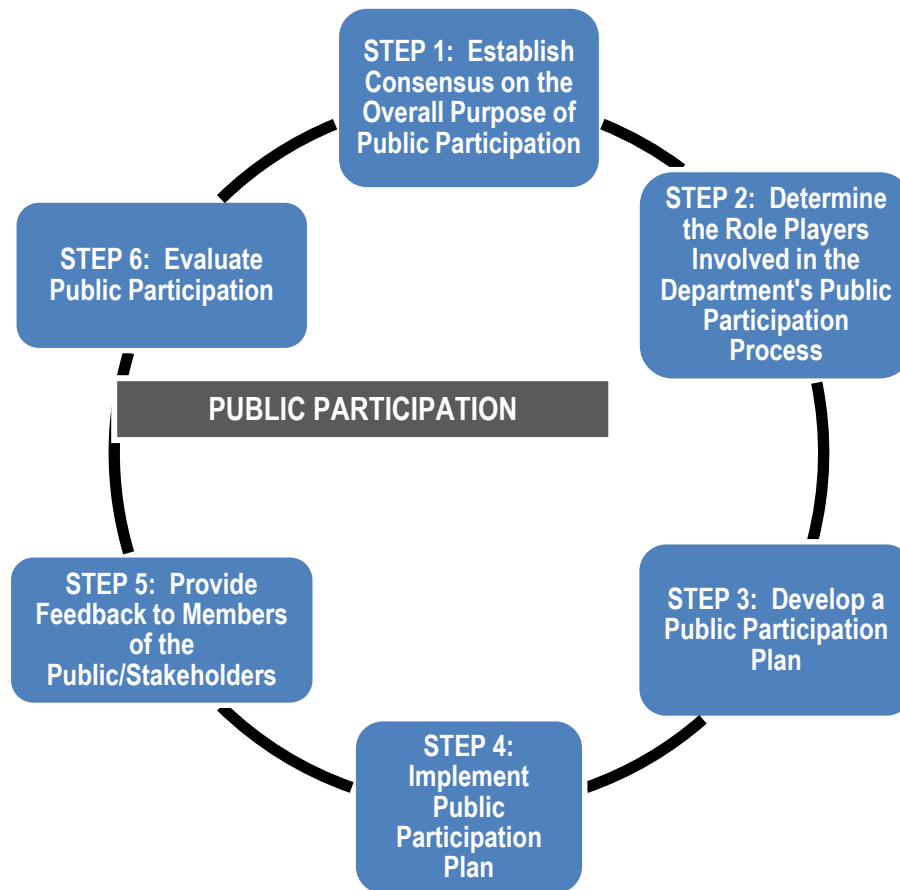 STEP 1: Establish
Consensus on the
Overall Purpose of
Public Participation
STEP 2: Determine
the Role Players
Involved in the
Department's Public
Participation
Process
STEP 3: Develop a
Public Participation
Plan
STEP 4:
Implement
Public
Participation
Plan
STEP 5: Provide
Feedback to Members
of the
Public/Stakeholders
STEP 6: Evaluate
Public Participation
PUBLIC PARTICIPATION